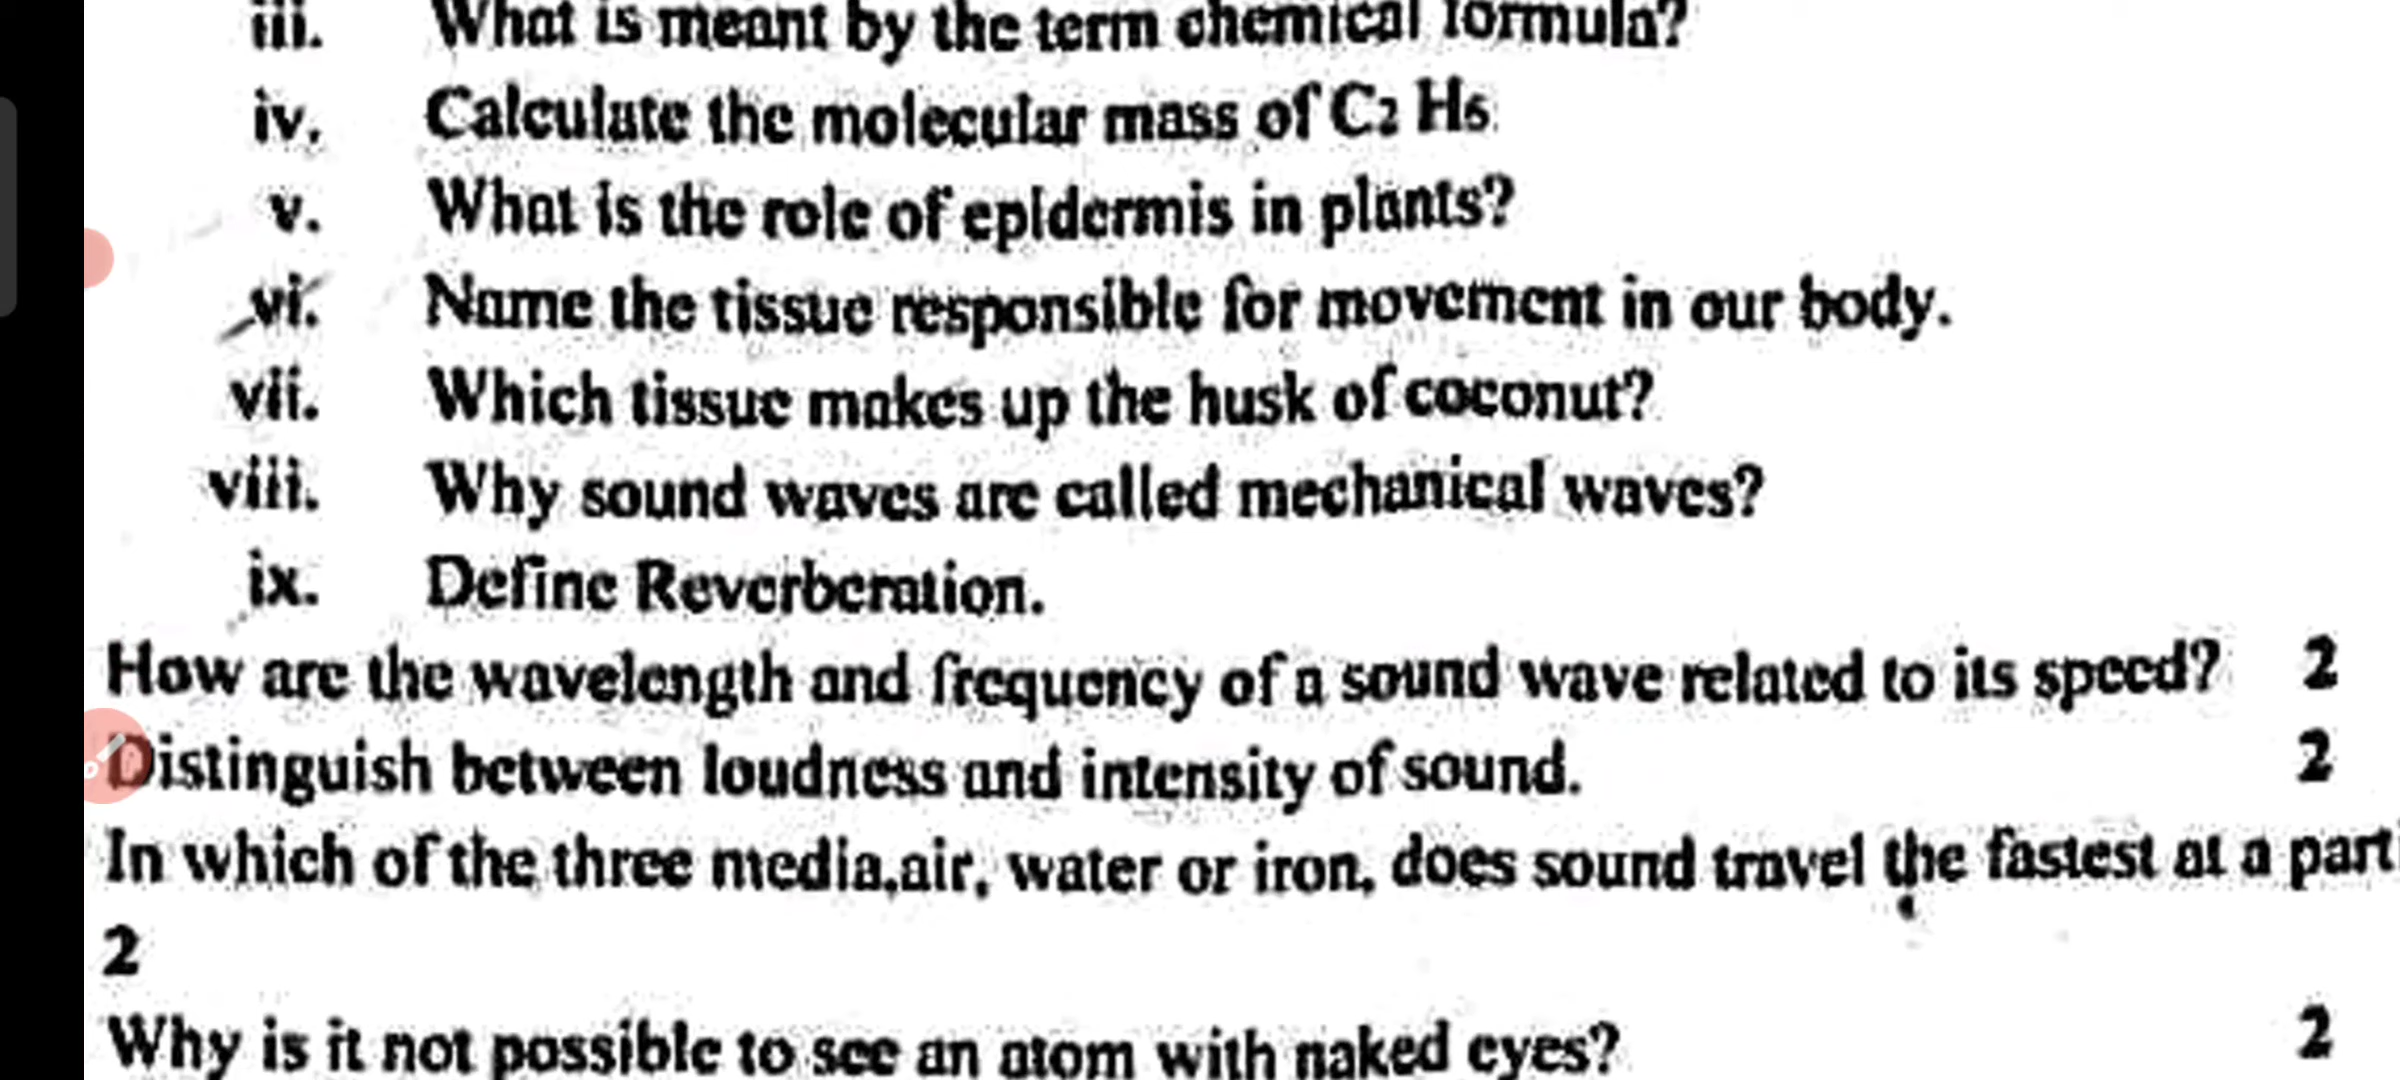 iii. What is meant by the term chemical formula?
iv. Calculate the molecular mass of C2 H6
v. What is the role of epidermis in plants?
vi. Name the tissue responsible for movement in our body.
vii. Which tissue makes up the husk of coconut?
viii. Why sound waves are called mechanical waves?
ix. Define Reverberation.
How are the wavelength and frequency of a sound wave related to its speed? 2
Distinguish between loudness and intensity of sound. 2
In which of the three media,air, water or iron, does sound travel the fastest at a
2
Why is it not possible to see an atom with naked eyes? 2